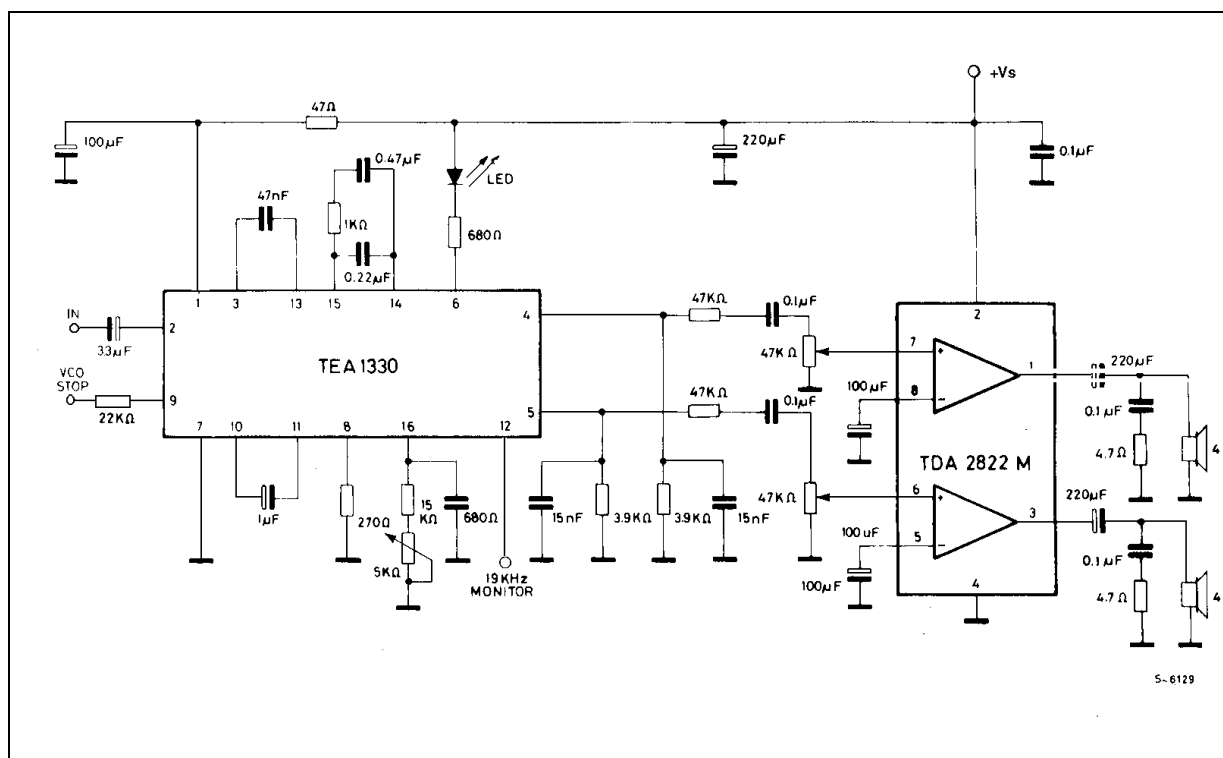 +Vs
47Ω
100µF
220µF
0.1µF
0.47µF
LED
47nF
1KΩ
680Ω
0.22µF
1
3
13
15
14
6
IN
2
3.3µF
TEA 1330
VCO
STOP
22KΩ
9
4
5
7
10
11
8
16
12
1µF
270Ω
15
KΩ
5KΩ
680Ω
19KHz
MONITOR
47KΩ
0.1µF
47KΩ
47KΩ
0.1µF
47KΩ
15nF
3.9KΩ
3.9KΩ
15nF
2
7
+
1
100µF
8
−
TDA 2822 M
6
+
3
100uF
5
−
100µF
4
220µF
0.1µF
4.7Ω
4
220µF
0.1µF
4.7Ω
4
S-6129